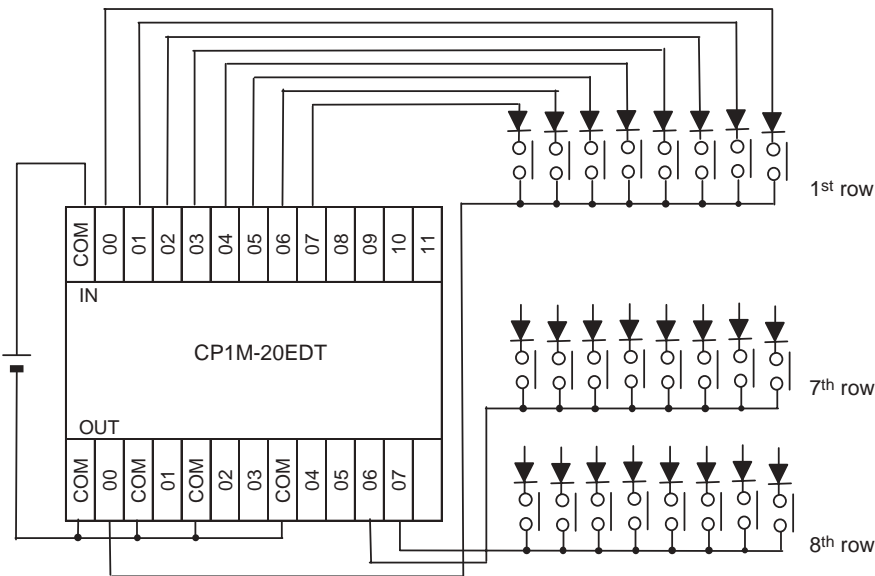 1st row
COM 00 01 02 03 04 05 06 07 08 09 10 11
IN
CP1M-20EDT
7th row
OUT
COM 00 COM 01 COM 02 03 COM 04 05 06 07
8th row